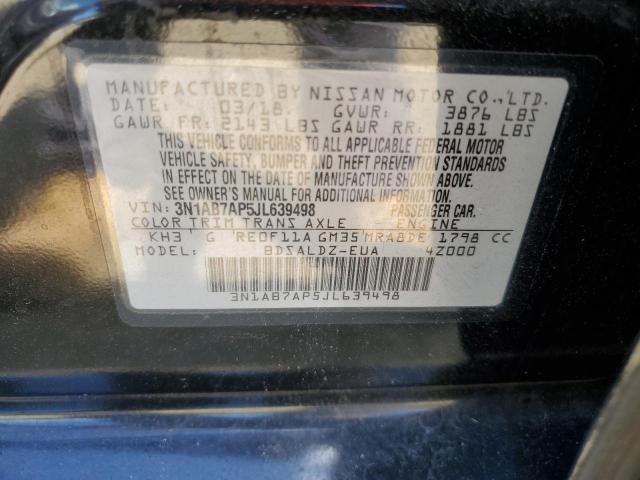 MANUFACTURED BY NISSAN MOTOR CO., LTD.
DATE: 03/18 GVWR: 3876 LBS
GAWR FR: 2143 LBS GAWR RR: 1881 LBS
THIS VEHICLE CONFORMS TO ALL APPLICABLE FEDERAL MOTOR
VEHICLE SAFETY, BUMPER AND THEFT PREVENTION STANDARDS
IN EFFECT ON THE DATE OF MANUFACTURE SHOWN ABOVE.
SEE OWNER'S MANUAL FOR ADDITIONAL INFORMATION
VIN: 3N1AB7AP5JL639498 PASSENGER CAR.
COLOR TRIM TRANS AXLE ENGINE
KH3 G RE0F11A GM35 MRA8DE 1798 CC
MODEL: BDSALDZ-EUA 4Z000
3N1AB7AP5JL639498